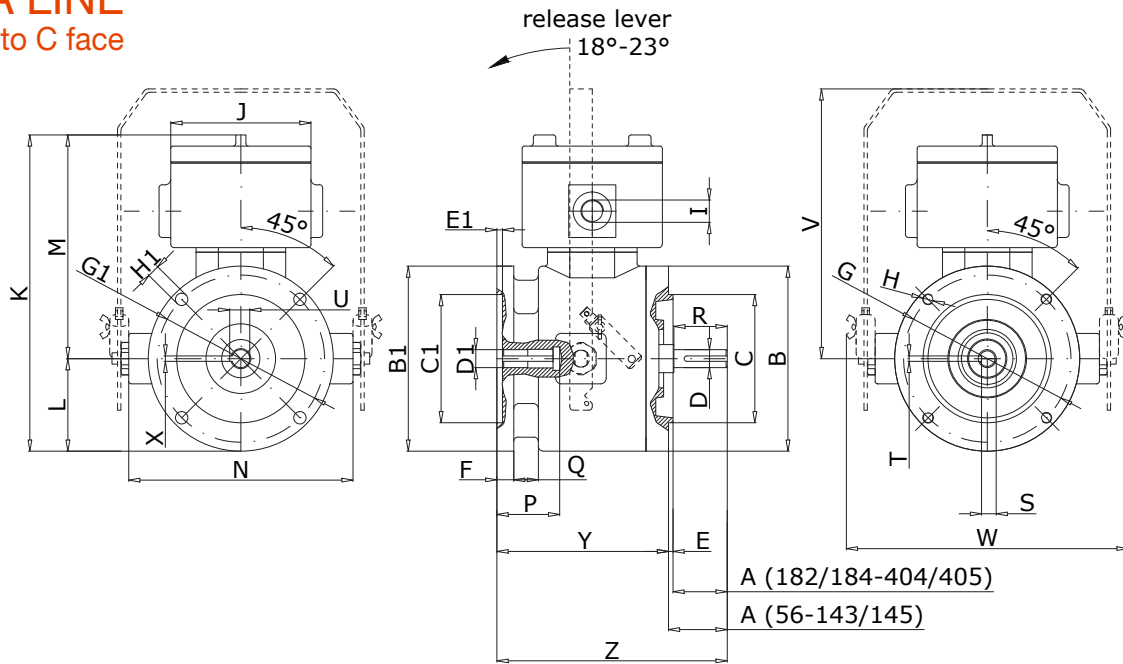 A LINE
to C face
release lever
18°-23°
J
K
M
L
G1
H1
45°
U
X
N
E1
I
B1
C1
D1
R
D
C
B
F
Q
P
Y
E
A (182/184-404/405)
A (56-143/145)
Z
V
45°
G
H
T
S
W